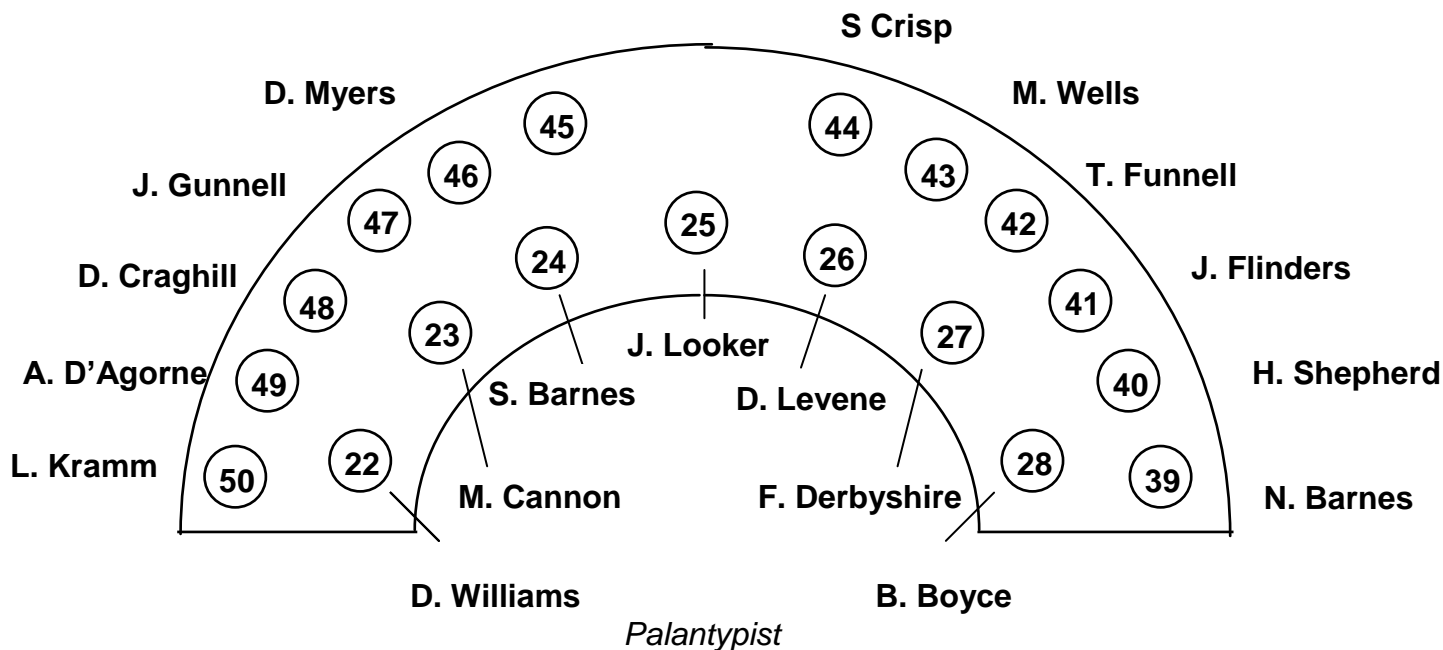 S Crisp
D. Myers
M. Wells
45
44
46
43
J. Gunnell
T. Funnell
47
42
25
24
26
D. Craghill
J. Flinders
48
41
23
27
J. Looker
A. D'Agorne
H. Shepherd
49
40
S. Barnes
D. Levene
L. Kramm
50
22
28
39
M. Cannon
F. Derbyshire
N. Barnes
D. Williams
B. Boyce
Palantypist